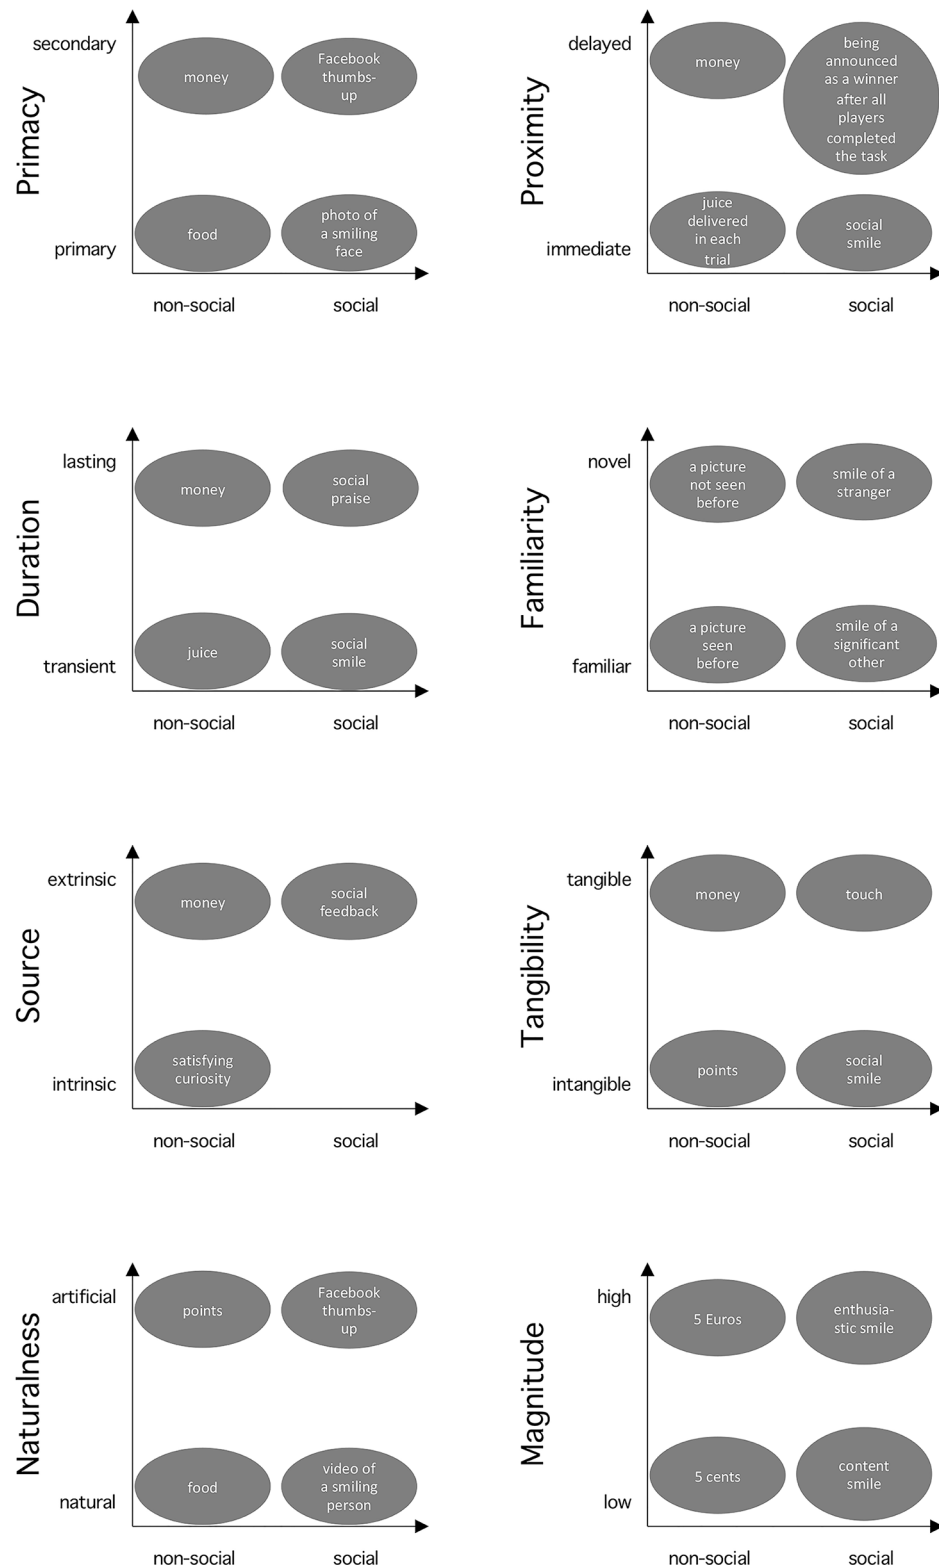 Primacy
secondary
primary
money
Facebook
thumbs-
up
food
photo of
a smiling
face
non-social
social
Proximity
delayed
immediate
money
being
announced
as a winner
after all
players
completed
the task
juice
delivered
in each
trial
social
smile
non-social
social
Duration
lasting
transient
money
social
praise
juice
social
smile
non-social
social
Familiarity
novel
familiar
a picture
not seen
before
smile of a
stranger
a picture
seen
before
smile of a
significant
other
non-social
social
Source
extrinsic
intrinsic
money
social
feedback
satisfying
curiosity
non-social
social
Tangibility
tangible
intangible
money
touch
points
social
smile
non-social
social
Naturalness
artificial
natural
points
Facebook
thumbs-
up
food
video of
a smiling
person
non-social
social
Magnitude
high
low
5 Euros
enthusia-
stic smile
5 cents
content
smile
non-social
social